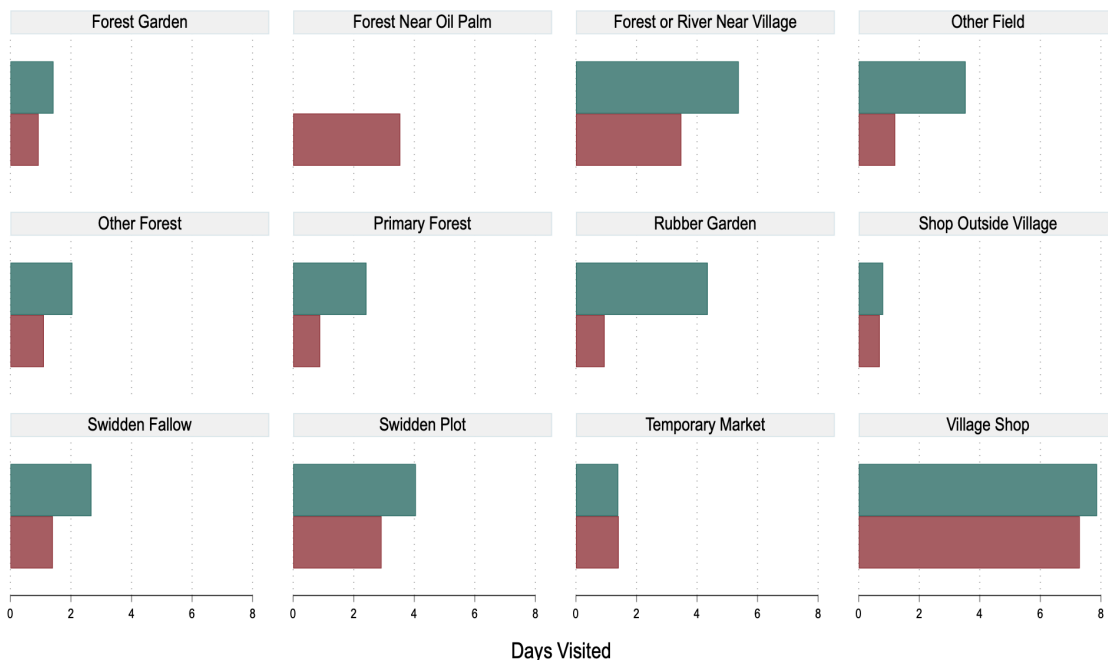 Forest Garden
Forest Near Oil Palm
Forest or River Near Village
Other Field
Other Forest
Primary Forest
Rubber Garden
Shop Outside Village
Swidden Fallow
Swidden Plot
Temporary Market
Village Shop
0 2 4 6 8
0 2 4 6 8
0 2 4 6 8
0 2 4 6 8
Days Visited